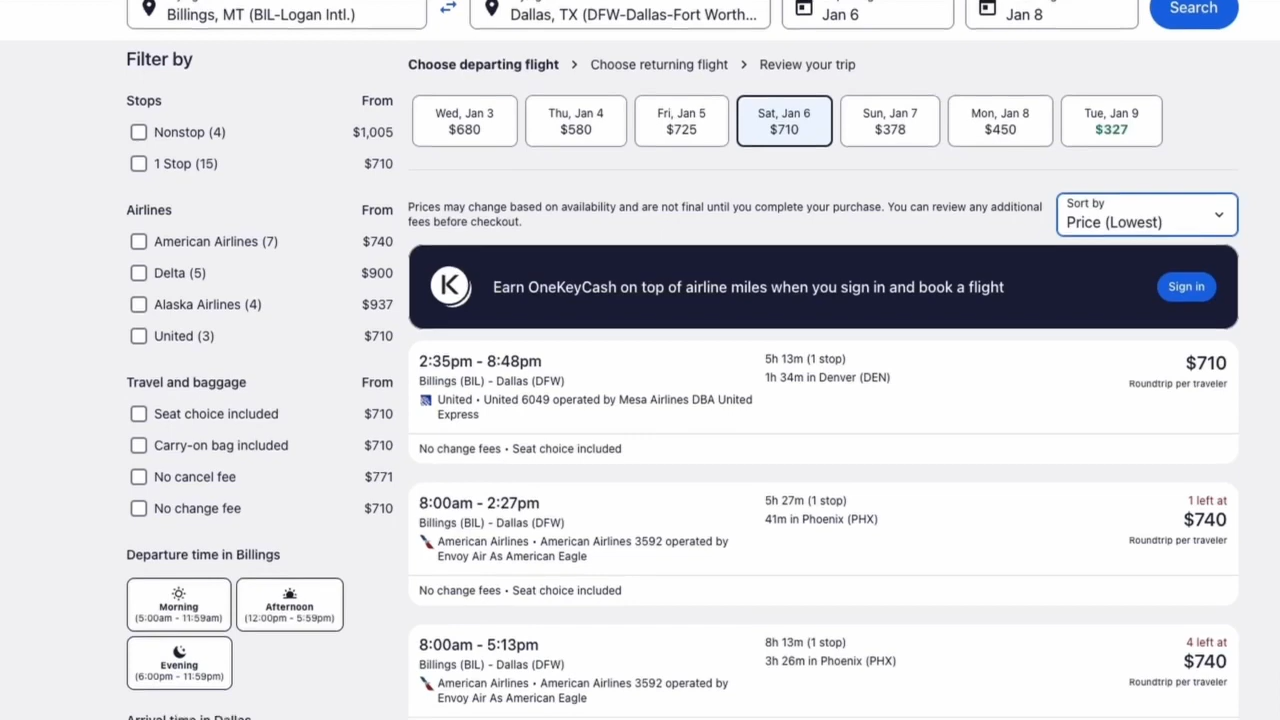 Billings, MT (BIL-Logan Intl.)
Dallas, TX (DFW-Dallas-Fort Worth...
Jan 6
Jan 8
Search
Filter by
Stops From
Nonstop (4) $1,005
1 Stop (15) $710
Airlines From
American Airlines (7) $740
Delta (5) $900
Alaska Airlines (4) $937
United (3) $710
Travel and baggage From
Seat choice included $710
Carry-on bag included $710
No cancel fee $771
No change fee $710
Departure time in Billings
Morning
(5:00am - 11:59am)
Afternoon
(12:00pm - 5:59pm)
Evening
(6:00pm - 11:59pm)
Arrival time in Dallas
Choose departing flight > Choose returning flight > Review your trip
Wed, Jan 3
$680
Thu, Jan 4
$580
Fri, Jan 5
$725
Sat, Jan 6
$710
Sun, Jan 7
$378
Mon, Jan 8
$450
Tue, Jan 9
$327
Prices may change based on availability and are not final until you complete your purchase. You can review any additional
fees before checkout.
Sort by
Price (Lowest)
K
Earn OneKeyCash on top of airline miles when you sign in and book a flight
Sign in
2:35pm - 8:48pm
Billings (BIL) - Dallas (DFW)
United • United 6049 operated by Mesa Airlines DBA United
Express
5h 13m (1 stop)
1h 34m in Denver (DEN)
$710
Roundtrip per traveler
No change fees • Seat choice included
8:00am - 2:27pm
Billings (BIL) - Dallas (DFW)
American Airlines • American Airlines 3592 operated by
Envoy Air As American Eagle
5h 27m (1 stop)
41m in Phoenix (PHX)
1 left at
$740
Roundtrip per traveler
No change fees • Seat choice included
8:00am - 5:13pm
Billings (BIL) - Dallas (DFW)
American Airlines • American Airlines 3592 operated by
Envoy Air As American Eagle
8h 13m (1 stop)
3h 26m in Phoenix (PHX)
4 left at
$740
Roundtrip per traveler